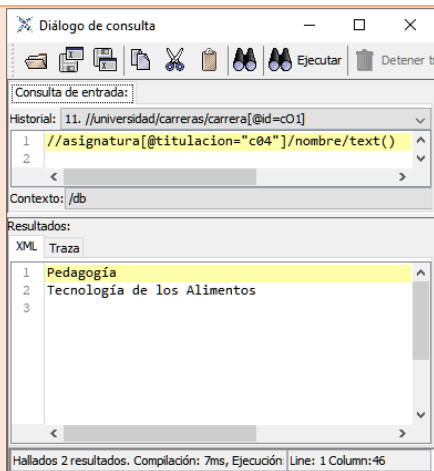 Diálogo de consulta
Ejecutar Detener t
Consulta de entrada:
Historial: 11. //universidad/carreras/carrera[@id=cO1]
1 //asignatura[@titulacion="c04"]/nombre/text()
2
Contexto: /db
Resultados:
XML Traza
1 Pedagogía
2 Tecnología de los Alimentos
3
Hallados 2 resultados. Compilación: 7ms, Ejecución: Line: 1 Column:46